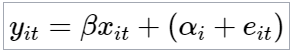 y_{it} = βx_{it} + (α_i + e_{it})